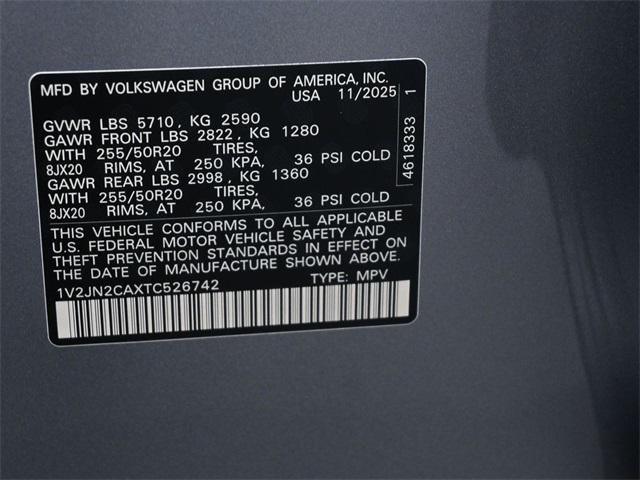 MFD BY VOLKSWAGEN GROUP OF AMERICA, INC.
USA 11/2025
GVWR LBS 5710, KG 2590
GAWR FRONT LBS 2822, KG 1280
WITH 255/50R20 TIRES,
8JX20 RIMS, AT 250 KPA, 36 PSI COLD
GAWR REAR LBS 2998, KG 1360
WITH 255/50R20 TIRES,
8JX20 RIMS, AT 250 KPA, 36 PSI COLD
THIS VEHICLE CONFORMS TO ALL APPLICABLE
U.S. FEDERAL MOTOR VEHICLE SAFETY AND
THEFT PREVENTION STANDARDS IN EFFECT ON
THE DATE OF MANUFACTURE SHOWN ABOVE.
1V2JN2CAXTC526742 TYPE: MPV
4618333 1